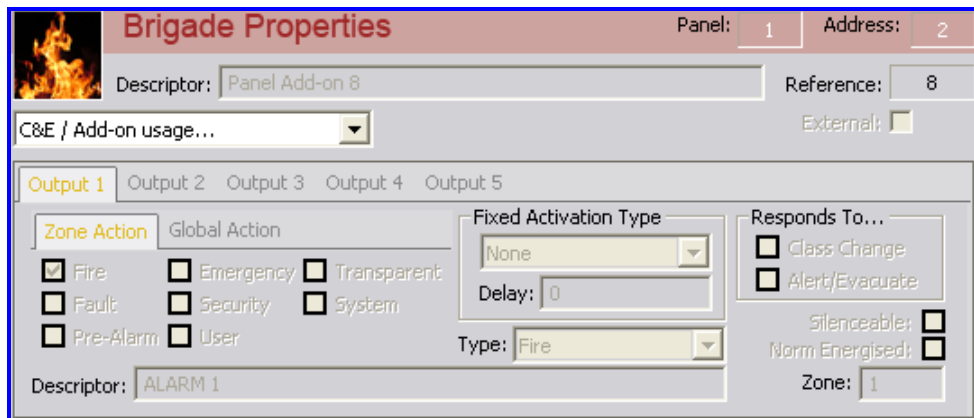 Brigade Properties Panel: 1 Address: 2
Descriptor: Panel Add-on 8 Reference: 8
C&E / Add-on usage... External:
Output 1 Output 2 Output 3 Output 4 Output 5
Zone Action Global Action
Fixed Activation Type
Responds To...
None
Class Change
Fire Emergency Transparent
Alert/Evacuate
Fault Security System
Delay: 0
Silenceable:
Pre-Alarm User
Type: Fire
Norm Energised:
Descriptor: ALARM 1
Zone: 1